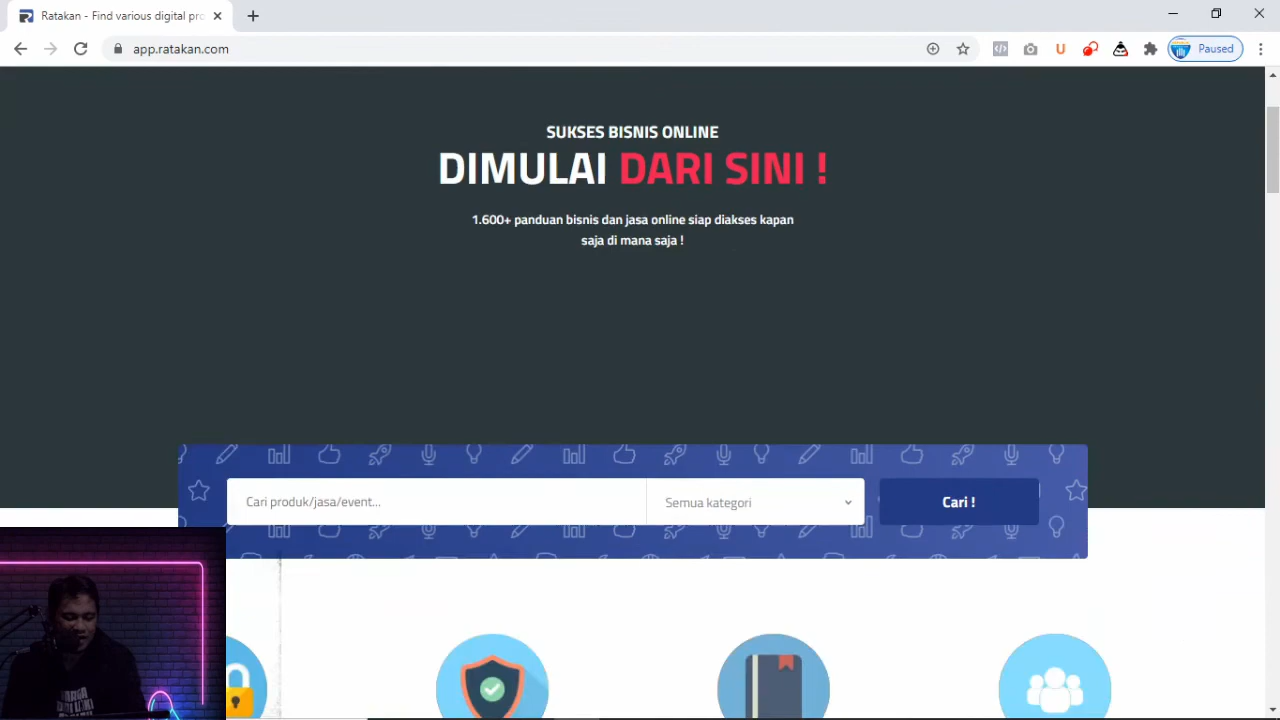 Ratakan - Find various digital pro
app.ratakan.com
U
Paused
SUKSES BISNIS ONLINE
DIMULAI DARI SINI !
1.600+ panduan bisnis dan jasa online siap diakses kapan
saja di mana saja !
Cari produk/jasa/event...
Semua kategori
Cari !